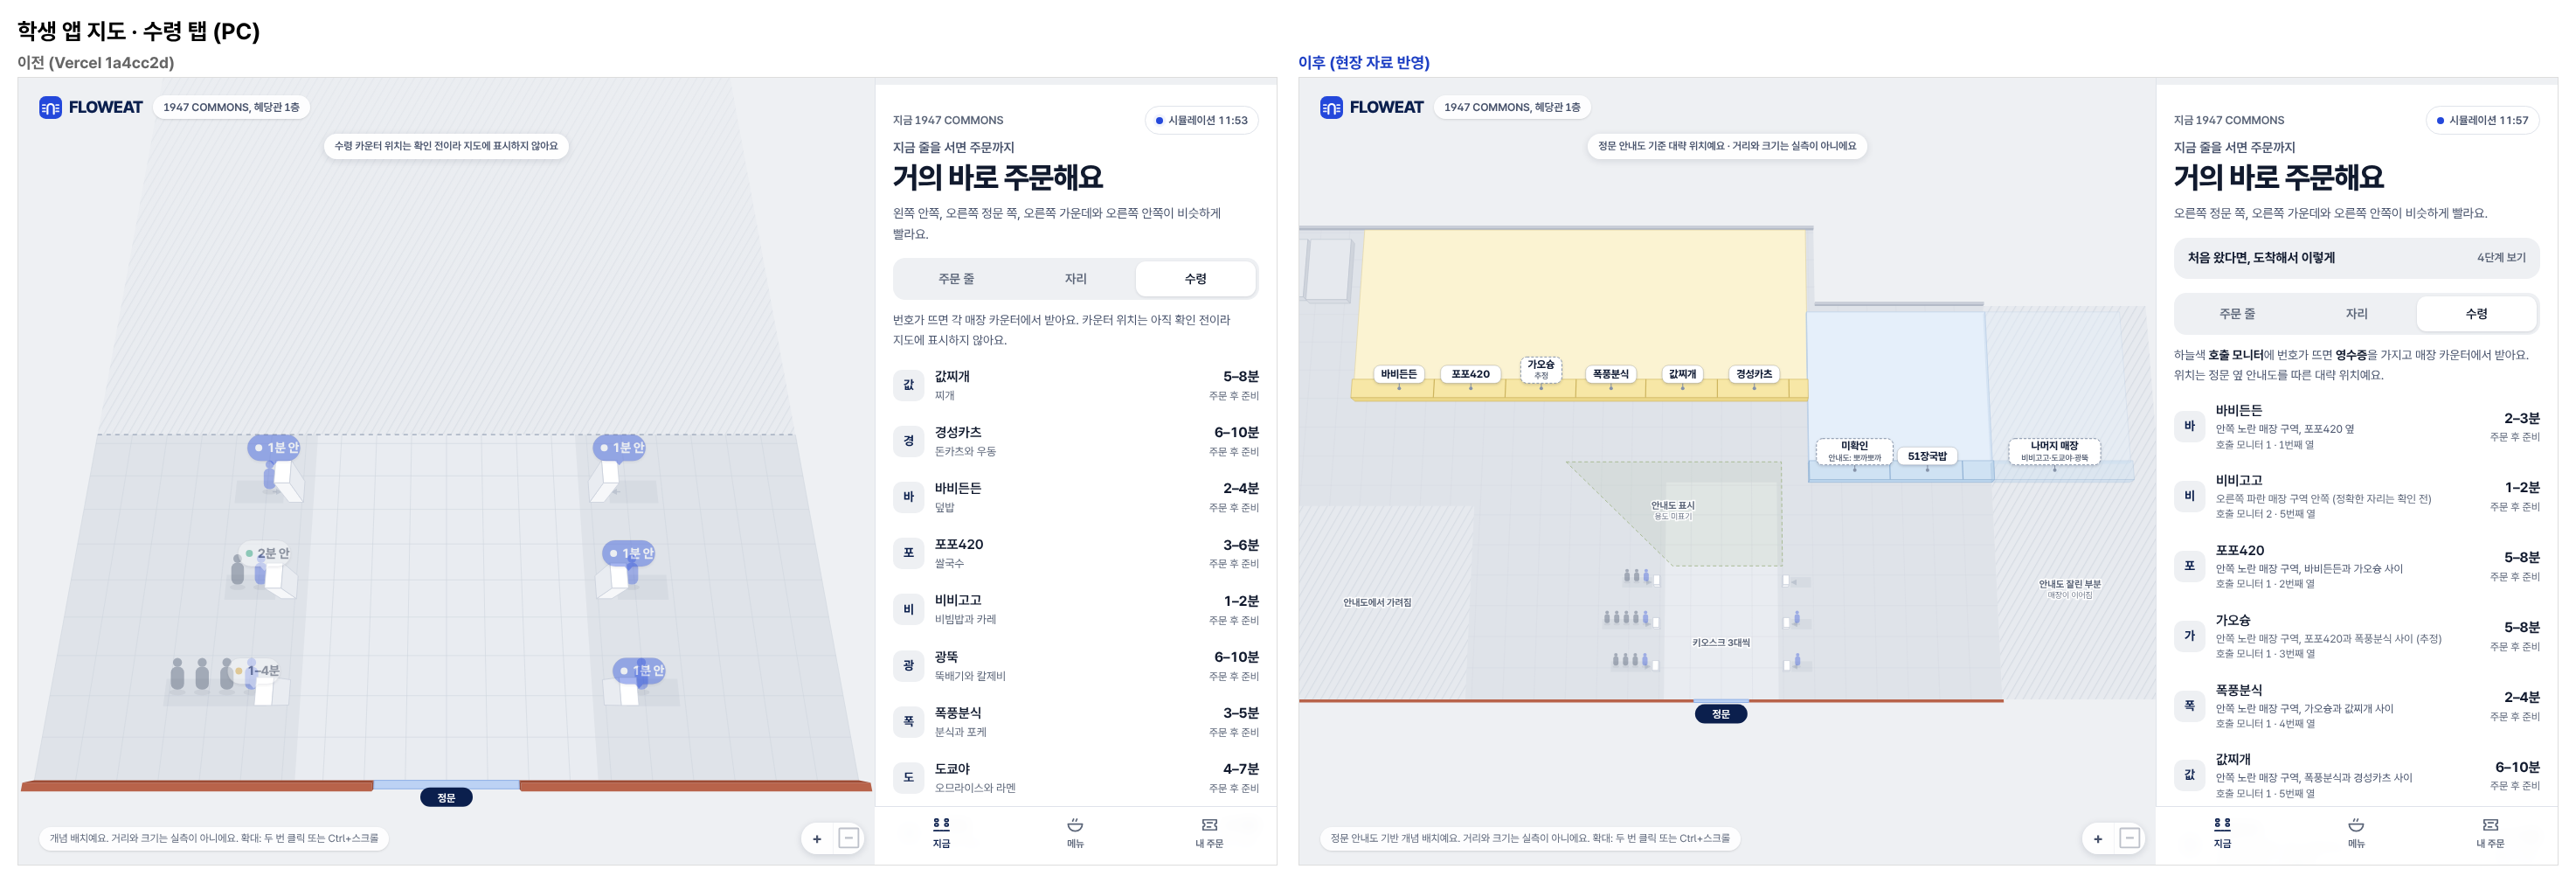 학생 앱 지도 · 수령 탭 (PC)
이전 (Vercel 1a4cc2d)
FLOWEAT
1947 COMMONS, 혜당관 1층
수령 카운터 위치는 확인 전이라 지도에 표시하지 않아요
1분 안
1분 안
2분 안
1분 안
1–4분
1분 안
정문
개념 배치예요. 거리와 크기는 실측이 아니에요. 확대: 두 번 클릭 또는 Ctrl+스크롤
지금 1947 COMMONS
시뮬레이션 11:53
지금 줄을 서면 주문까지
거의 바로 주문해요
왼쪽 안쪽, 오른쪽 정문 쪽, 오른쪽 가운데와 오른쪽 안쪽이 비슷하게
빨라요.
주문 줄
자리
수령
번호가 뜨면 각 매장 카운터에서 받아요. 카운터 위치는 아직 확인 전이라
지도에 표시하지 않아요.
값
값찌개
찌개
5–8분
주문 후 준비
경
경성카츠
돈카츠와 우동
6–10분
주문 후 준비
바
바비든든
덮밥
2–4분
주문 후 준비
포
포포420
쌀국수
3–6분
주문 후 준비
비
비비고고
비빔밥과 카레
1–2분
주문 후 준비
광
광뚝
뚝배기와 칼제비
6–10분
주문 후 준비
폭
폭풍분식
분식과 포케
3–5분
주문 후 준비
도
도쿄야
오므라이스와 라멘
4–7분
주문 후 준비
지금
메뉴
내 주문
이후 (현장 자료 반영)
FLOWEAT
1947 COMMONS, 혜당관 1층
정문 안내도 기준 대략 위치예요 · 거리와 크기는 실측이 아니에요
바비든든
포포420
가오슝
추정
폭풍분식
값찌개
경성카츠
미확인
안내도: 뽀까뽀까
51장국밥
나머지 매장
비비고고·도쿄야·광뚝
안내도 표시
용도 미표기
안내도에서 가려짐
안내도 잘린 부분
매장이 이어짐
키오스크 3대씩
정문
정문 안내도 기반 개념 배치예요. 거리와 크기는 실측이 아니에요. 확대: 두 번 클릭 또는 Ctrl+스크롤
지금 1947 COMMONS
시뮬레이션 11:57
지금 줄을 서면 주문까지
거의 바로 주문해요
오른쪽 정문 쪽, 오른쪽 가운데와 오른쪽 안쪽이 비슷하게 빨라요.
처음 왔다면, 도착해서 이렇게
4단계 보기
주문 줄
자리
수령
하늘색 호출 모니터에 번호가 뜨면 영수증을 가지고 매장 카운터에서 받아요.
위치는 정문 옆 안내도를 따른 대략 위치예요.
바
바비든든
안쪽 노란 매장 구역, 포포420 옆
호출 모니터 1 · 1번째 열
2–3분
주문 후 준비
비
비비고고
오른쪽 파란 매장 구역 안쪽 (정확한 자리는 확인 전)
호출 모니터 2 · 5번째 열
1–2분
주문 후 준비
포
포포420
안쪽 노란 매장 구역, 바비든든과 가오슝 사이
호출 모니터 1 · 2번째 열
5–8분
주문 후 준비
가
가오슝
안쪽 노란 매장 구역, 포포420과 폭풍분식 사이 (추정)
호출 모니터 1 · 3번째 열
5–8분
주문 후 준비
폭
폭풍분식
안쪽 노란 매장 구역, 가오슝과 값찌개 사이
호출 모니터 1 · 4번째 열
2–4분
주문 후 준비
값
값찌개
안쪽 노란 매장 구역, 폭풍분식과 경성카츠 사이
호출 모니터 1 · 5번째 열
6–10분
주문 후 준비
지금
메뉴
내 주문